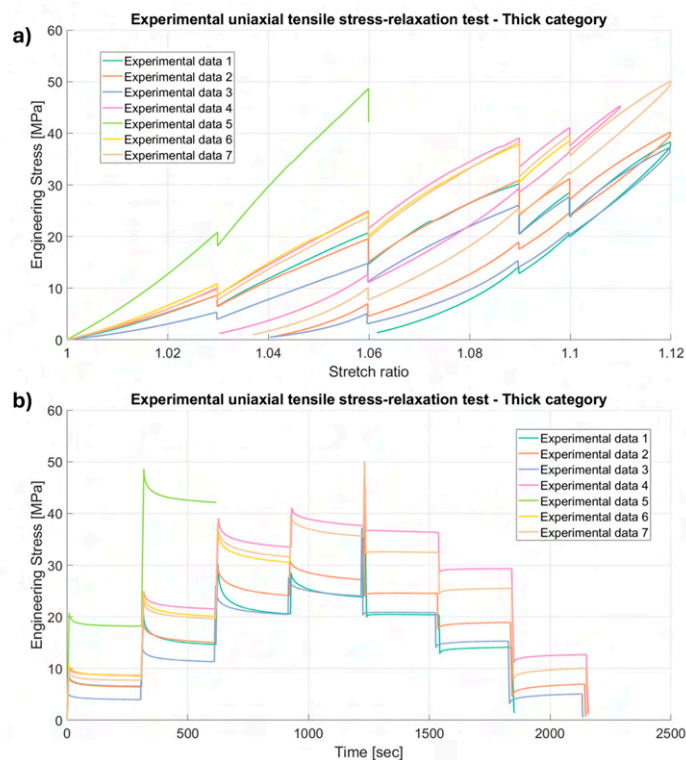 a)
Experimental uniaxial tensile stress-relaxation test - Thick category
Engineering Stress [MPa]
60
50
40
30
20
10
0
Experimental data 1
Experimental data 2
Experimental data 3
Experimental data 4
Experimental data 5
Experimental data 6
Experimental data 7
1
1.02
1.04
1.06
1.08
1.1
1.12
Stretch ratio
b)
Experimental uniaxial tensile stress-relaxation test - Thick category
Engineering Stress [MPa]
60
50
40
30
20
10
0
Experimental data 1
Experimental data 2
Experimental data 3
Experimental data 4
Experimental data 5
Experimental data 6
Experimental data 7
0
500
1000
1500
2000
2500
Time [sec]